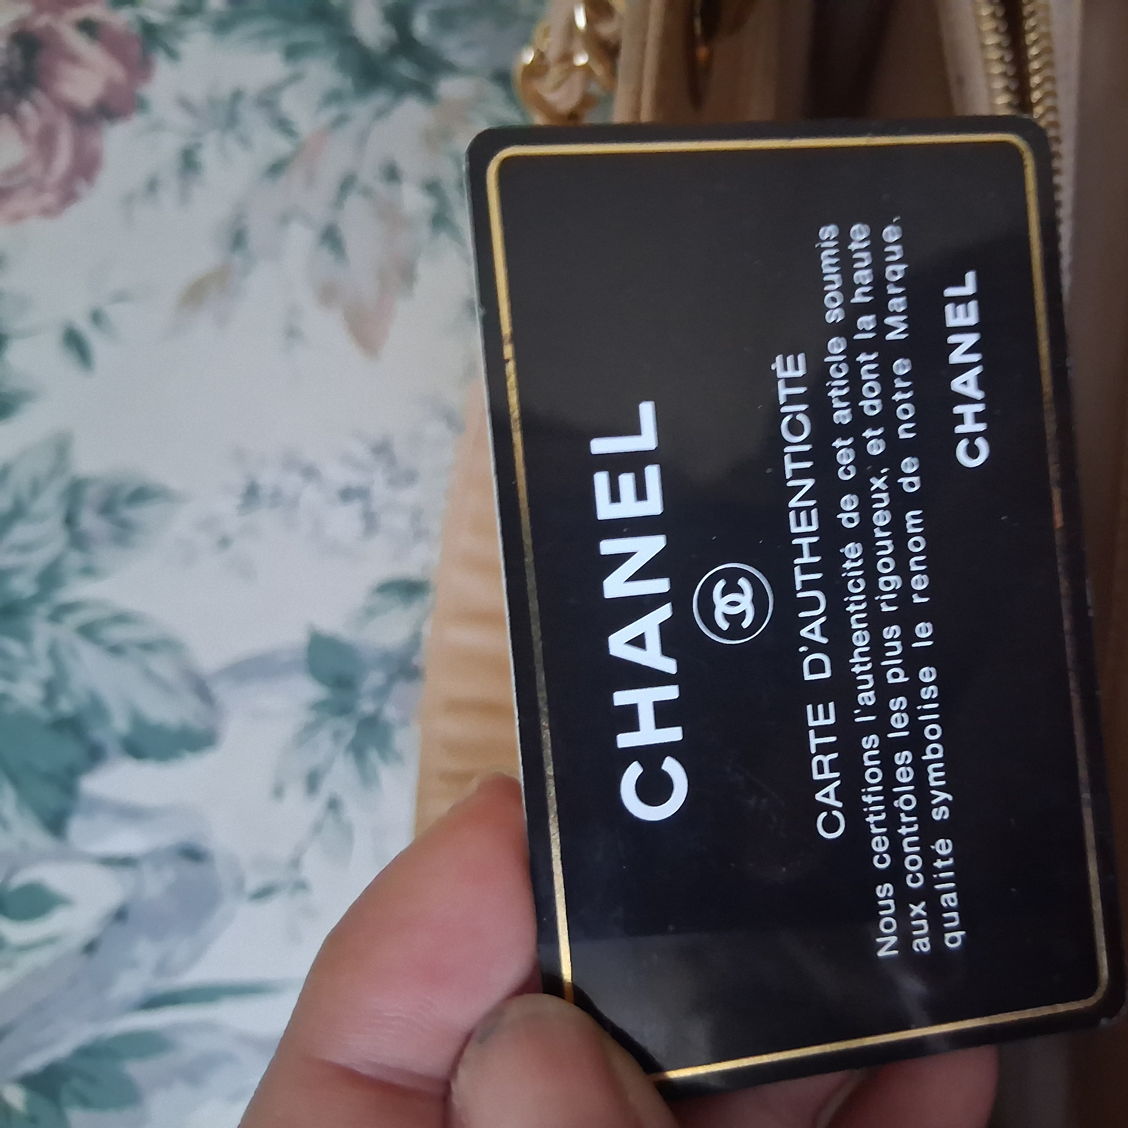 CHANEL
CARTE D'AUTHENTICITÉ
Nous certifions l'authenticité de cet article soumis
aux contrôles les plus rigoureux, et dont la haute
qualité symbolise le renom de notre Marque.
CHANEL